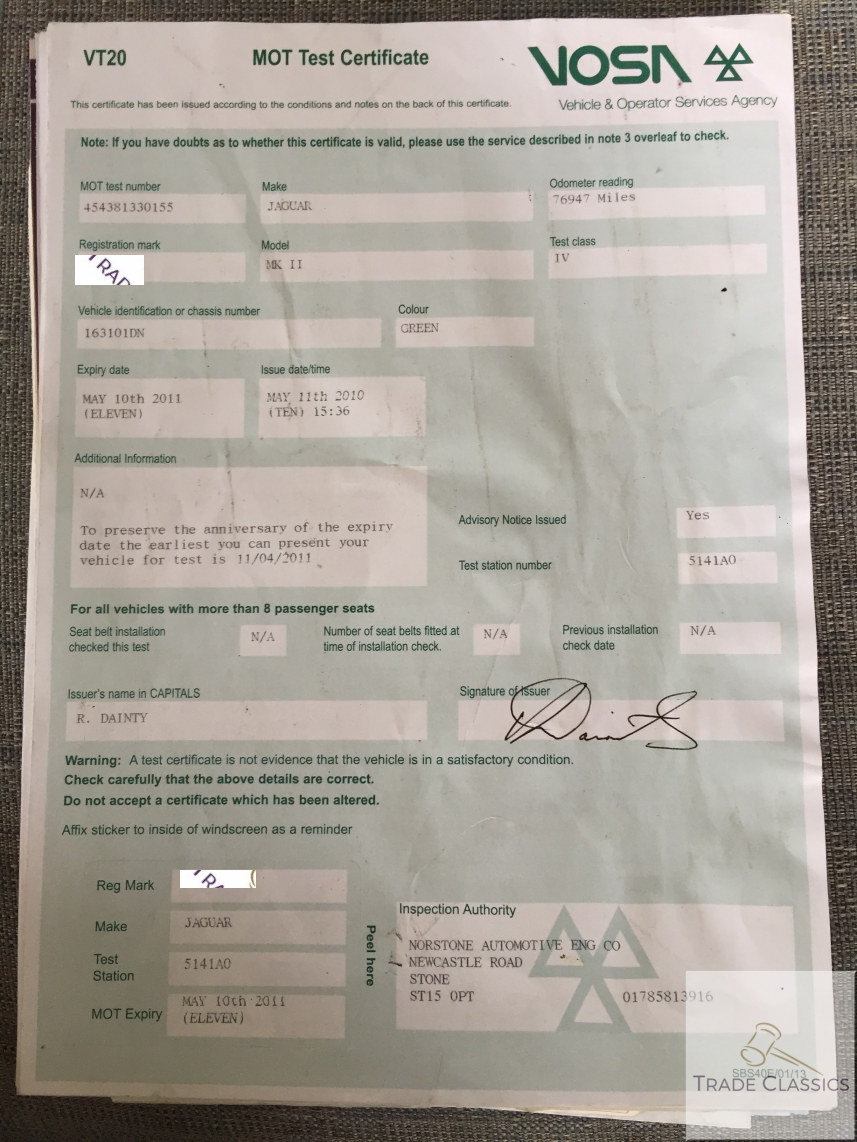 VT20
MOT Test Certificate
VOSA
Vehicle & Operator Services Agency
This certificate has been issued according to the conditions and notes on the back of this certificate.
Note: If you have doubts as to whether this certificate is valid, please use the service described in note 3 overleaf to check.
MOT test number
454381330155
Make
JAGUAR
Odometer reading
76947 Miles
Registration mark
TRAD
Model
MK II
Test class
IV
Vehicle identification or chassis number
163101DN
Colour
GREEN
Expiry date
MAY 10th 2011
(ELEVEN)
Issue date/time
MAY 11th 2010
(TEN) 15:36
Additional Information
N/A
To preserve the anniversary of the expiry
date the earliest you can present your
vehicle for test is 11/04/2011
Advisory Notice Issued
Yes
Test station number
5141A0
For all vehicles with more than 8 passenger seats
Seat belt installation
checked this test
N/A
Number of seat belts fitted at
time of installation check.
N/A
Previous installation
check date
N/A
Issuer's name in CAPITALS
R. DAINTY
Signature of Issuer
Dainty
Warning: A test certificate is not evidence that the vehicle is in a satisfactory condition.
Check carefully that the above details are correct.
Do not accept a certificate which has been altered.
Affix sticker to inside of windscreen as a reminder
Reg Mark
Make
JAGUAR
Test
Station
5141A0
MOT Expiry
MAY 10th 2011
(ELEVEN)
Peel here
Inspection Authority
NORSTONE AUTOMOTIVE ENG CO
NEWCASTLE ROAD
STONE
ST15 0PT 01785813916
SBS40E/01/13
TRADE CLASSICS